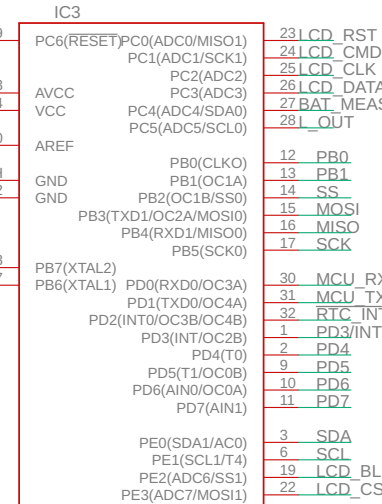 IC3
PC6(RESET) PC0(ADC0/MISO1) 23 LCD_RST
PC1(ADC1/SCK1) 24 LCD_CMD
PC2(ADC2) 25 LCD_CLK
AVCC PC3(ADC3) 26 LCD_DATA
VCC PC4(ADC4/SDA0) 27 BAT_MEAS
PC5(ADC5/SCL0) 28 L_OUT
AREF
PB0(CLKO) 12 PB0
GND PB1(OC1A) 13 PB1
GND PB2(OC1B/SS0) 14 SS
PB3(TXD1/OC2A/MOSI0) 15 MOSI
PB4(RXD1/MISO0) 16 MISO
PB5(SCK0) 17 SCK
PB7(XTAL2)
PB6(XTAL1) PD0(RXD0/OC3A) 30 MCU_RX
PD1(TXD0/OC4A) 31 MCU_TX
PD2(INT0/OC3B/OC4B) 32 RTC_INT
PD3(INT/OC2B) 1 PD3/INT
PD4(T0) 2 PD4
PD5(T1/OC0B) 9 PD5
PD6(AIN0/OC0A) 10 PD6
PD7(AIN1) 11 PD7
PE0(SDA1/AC0) 3 SDA
PE1(SCL1/T4) 6 SCL
PE2(ADC6/SS1) 19 LCD_BL
PE3(ADC7/MOSI1) 22 LCD_CS